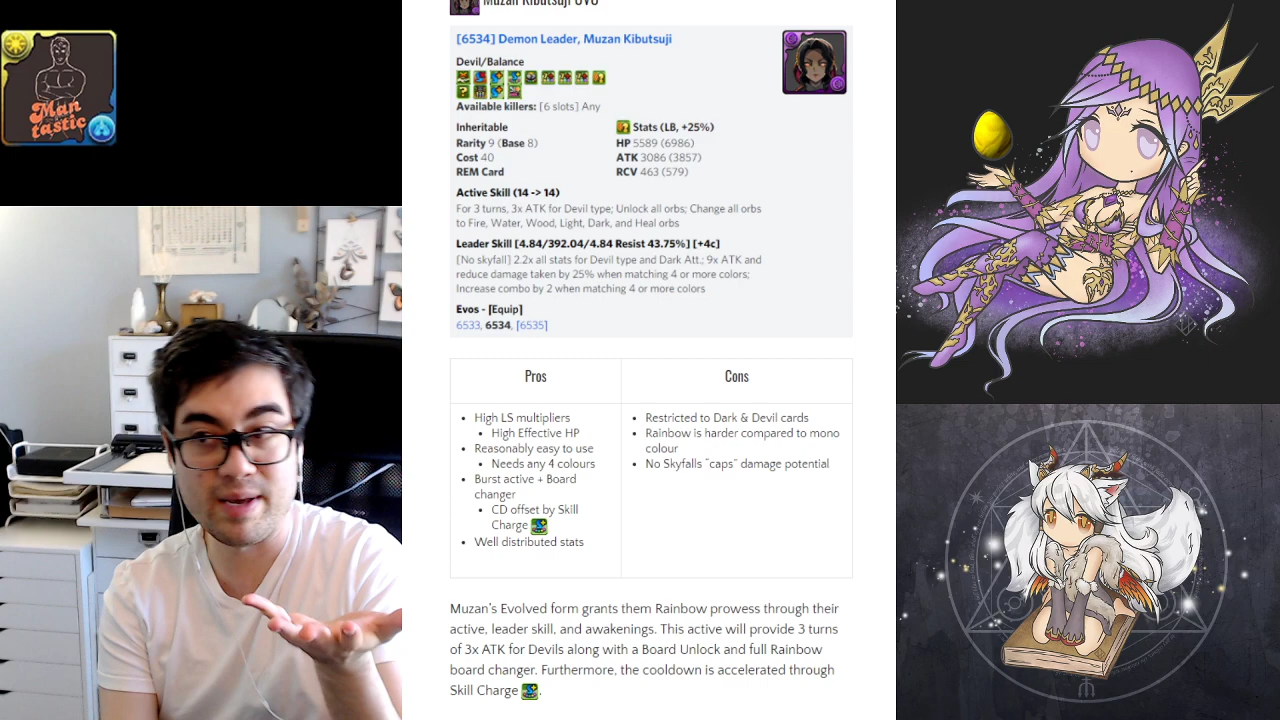 Man
tastic
Muzan Kibutsuji Evo
[6534] Demon Leader, Muzan Kibutsuji
Devil/Balance
Available killers: [6 slots] Any
Inheritable
Rarity 9 (Base 8)
Cost 40
REM Card
Stats (LB, +25%)
HP 5589 (6986)
ATK 3086 (3857)
RCV 463 (579)
Active Skill (14 -> 14)
For 3 turns, 3x ATK for Devil type; Unlock all orbs; Change all orbs
to Fire, Water, Wood, Light, Dark, and Heal orbs
Leader Skill [4.84/392.04/4.84 Resist 43.75%] [+4c]
[No skyfall] 2.2x all stats for Devil type and Dark Att.; 9x ATK and
reduce damage taken by 25% when matching 4 or more colors;
Increase combo by 2 when matching 4 or more colors
Evos - [Equip]
6533, 6534, [6535]
Pros
High LS multipliers
High Effective HP
Reasonably easy to use
Needs any 4 colours
Burst active + Board
changer
CD offset by Skill
Charge
Well distributed stats
Cons
Restricted to Dark & Devil cards
Rainbow is harder compared to mono
colour
No Skyfalls “caps” damage potential
Muzan’s Evolved form grants them Rainbow prowess through their
active, leader skill, and awakenings. This active will provide 3 turns
of 3x ATK for Devils along with a Board Unlock and full Rainbow
board changer. Furthermore, the cooldown is accelerated through
Skill Charge .